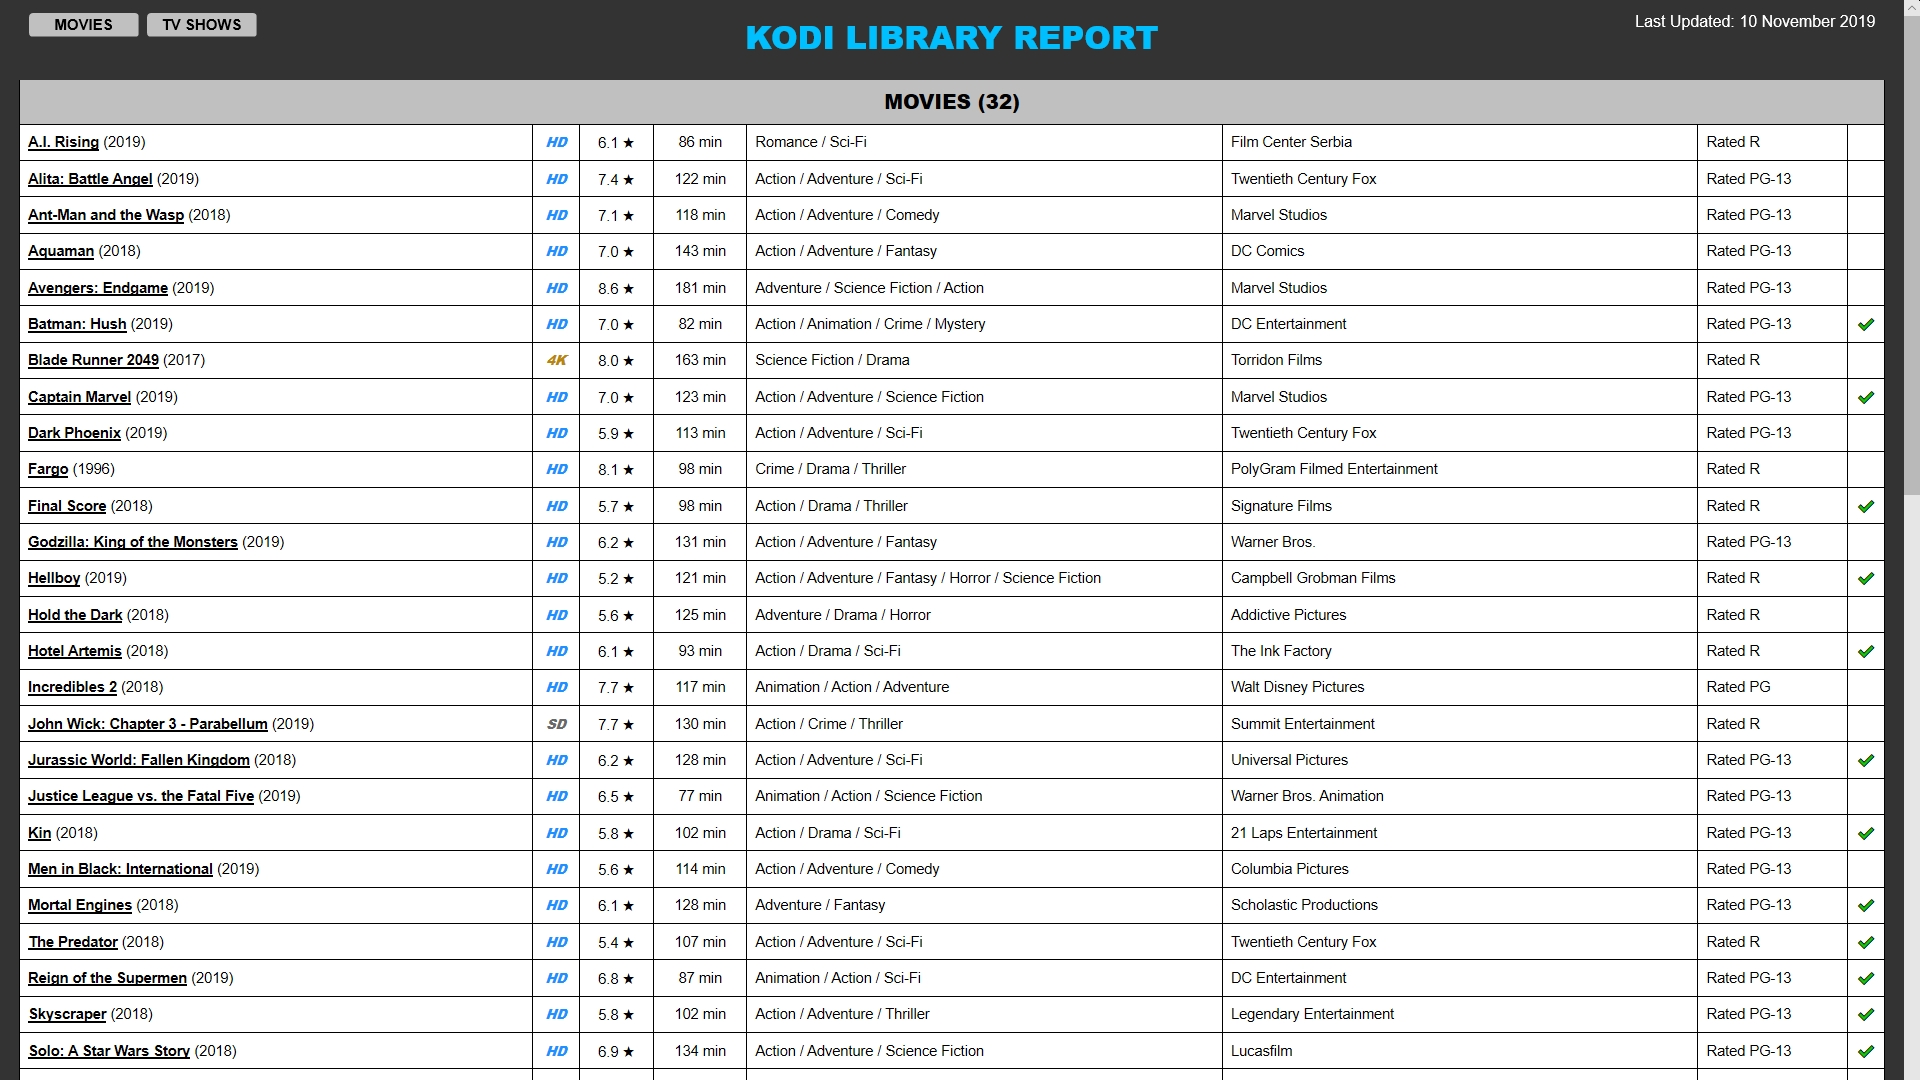 MOVIES TV SHOWS
KODI LIBRARY REPORT
Last Updated: 10 November 2019
MOVIES (32)
A.I. Rising (2019) HD 6.1 ★ 86 min Romance / Sci-Fi Film Center Serbia Rated R
Alita: Battle Angel (2019) HD 7.4 ★ 122 min Action / Adventure / Sci-Fi Twentieth Century Fox Rated PG-13
Ant-Man and the Wasp (2018) HD 7.1 ★ 118 min Action / Adventure / Comedy Marvel Studios Rated PG-13
Aquaman (2018) HD 7.0 ★ 143 min Action / Adventure / Fantasy DC Comics Rated PG-13
Avengers: Endgame (2019) HD 8.6 ★ 181 min Adventure / Science Fiction / Action Marvel Studios Rated PG-13
Batman: Hush (2019) HD 7.0 ★ 82 min Action / Animation / Crime / Mystery DC Entertainment Rated PG-13 ✔
Blade Runner 2049 (2017) 4K 8.0 ★ 163 min Science Fiction / Drama Torridon Films Rated R
Captain Marvel (2019) HD 7.0 ★ 123 min Action / Adventure / Science Fiction Marvel Studios Rated PG-13 ✔
Dark Phoenix (2019) HD 5.9 ★ 113 min Action / Adventure / Sci-Fi Twentieth Century Fox Rated PG-13
Fargo (1996) HD 8.1 ★ 98 min Crime / Drama / Thriller PolyGram Filmed Entertainment Rated R
Final Score (2018) HD 5.7 ★ 98 min Action / Drama / Thriller Signature Films Rated R ✔
Godzilla: King of the Monsters (2019) HD 6.2 ★ 131 min Action / Adventure / Fantasy Warner Bros. Rated PG-13
Hellboy (2019) HD 5.2 ★ 121 min Action / Adventure / Fantasy / Horror / Science Fiction Campbell Grobman Films Rated R ✔
Hold the Dark (2018) HD 5.6 ★ 125 min Adventure / Drama / Horror Addictive Pictures Rated R
Hotel Artemis (2018) HD 6.1 ★ 93 min Action / Drama / Sci-Fi The Ink Factory Rated R ✔
Incredibles 2 (2018) HD 7.7 ★ 117 min Animation / Action / Adventure Walt Disney Pictures Rated PG
John Wick: Chapter 3 - Parabellum (2019) SD 7.7 ★ 130 min Action / Crime / Thriller Summit Entertainment Rated R
Jurassic World: Fallen Kingdom (2018) HD 6.2 ★ 128 min Action / Adventure / Sci-Fi Universal Pictures Rated PG-13 ✔
Justice League vs. the Fatal Five (2019) HD 6.5 ★ 77 min Animation / Action / Science Fiction Warner Bros. Animation Rated PG-13
Kin (2018) HD 5.8 ★ 102 min Action / Drama / Sci-Fi 21 Laps Entertainment Rated PG-13 ✔
Men in Black: International (2019) HD 5.6 ★ 114 min Action / Adventure / Comedy Columbia Pictures Rated PG-13
Mortal Engines (2018) HD 6.1 ★ 128 min Adventure / Fantasy Scholastic Productions Rated PG-13 ✔
The Predator (2018) HD 5.4 ★ 107 min Action / Adventure / Sci-Fi Twentieth Century Fox Rated R ✔
Reign of the Supermen (2019) HD 6.8 ★ 87 min Animation / Action / Sci-Fi DC Entertainment Rated PG-13 ✔
Skyscraper (2018) HD 5.8 ★ 102 min Action / Adventure / Thriller Legendary Entertainment Rated PG-13 ✔
Solo: A Star Wars Story (2018) HD 6.9 ★ 134 min Action / Adventure / Science Fiction Lucasfilm Rated PG-13 ✔